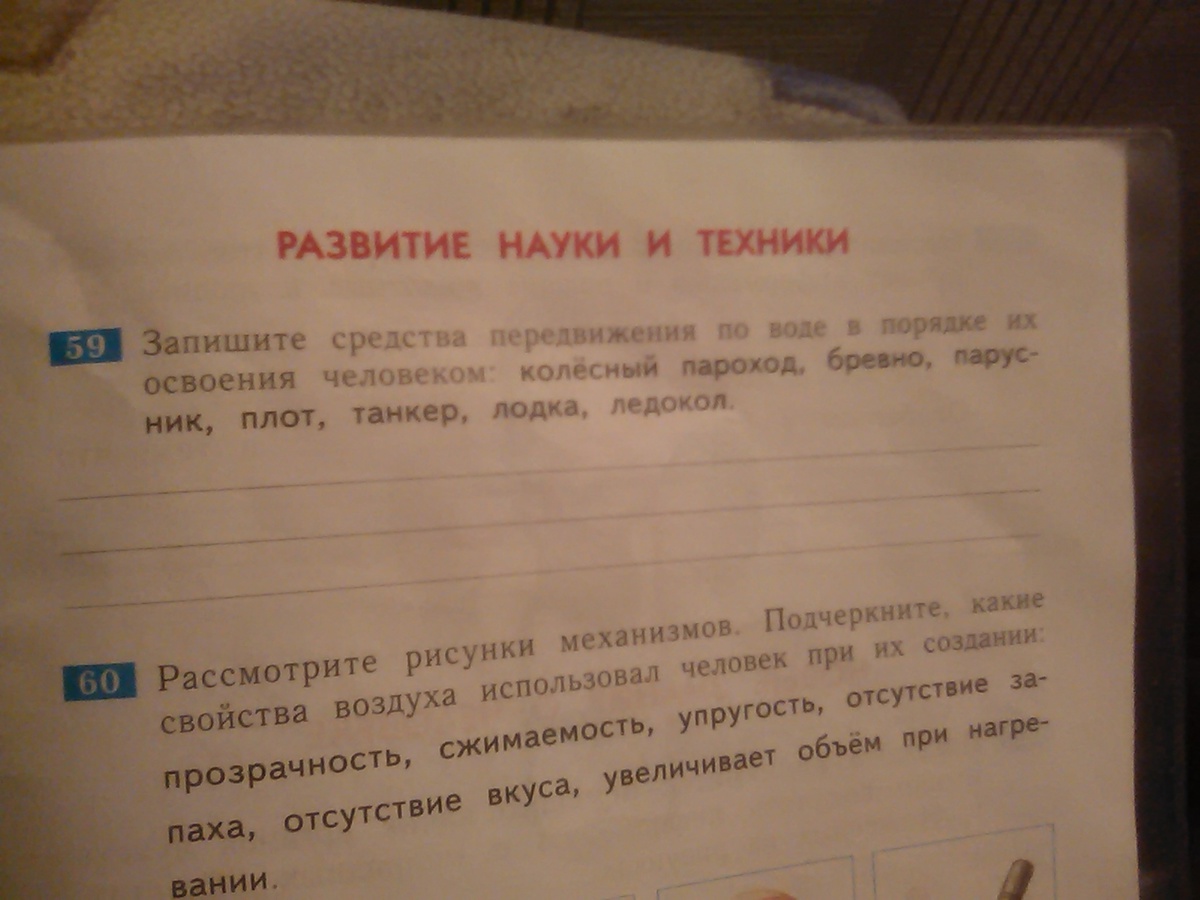 РАЗВИТИЕ НАУКИ И ТЕХНИКИ
59 Запишите средства передвижения по воде в порядке их
освоения человеком: колёсный пароход, бревно, парус-
ник, плот, танкер, лодка, ледокол.
60 Рассмотрите рисунки механизмов. Подчеркните, какие
свойства воздуха использовал человек при их создании:
прозрачность, сжимаемость, упругость, отсутствие за-
паха, отсутствие вкуса, увеличивает объём при нагре-
вании.